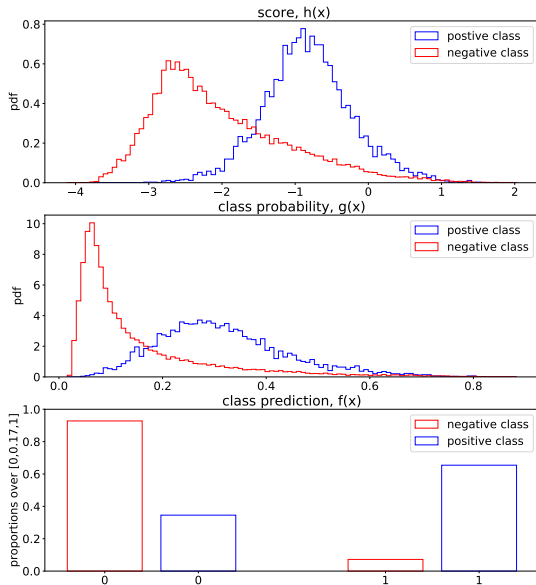 score, h(x)
postive class
negative class
pdf
0.0 0.2 0.4 0.6 0.8
−4 −3 −2 −1 0 1 2
class probability, g(x)
postive class
negative class
pdf
0 2 4 6 8 10
0.0 0.2 0.4 0.6 0.8
class prediction, f(x)
negative class
positive class
proportions over [0,0.17,1]
0.0 0.2 0.4 0.6 0.8 1.0
0 0 1 1